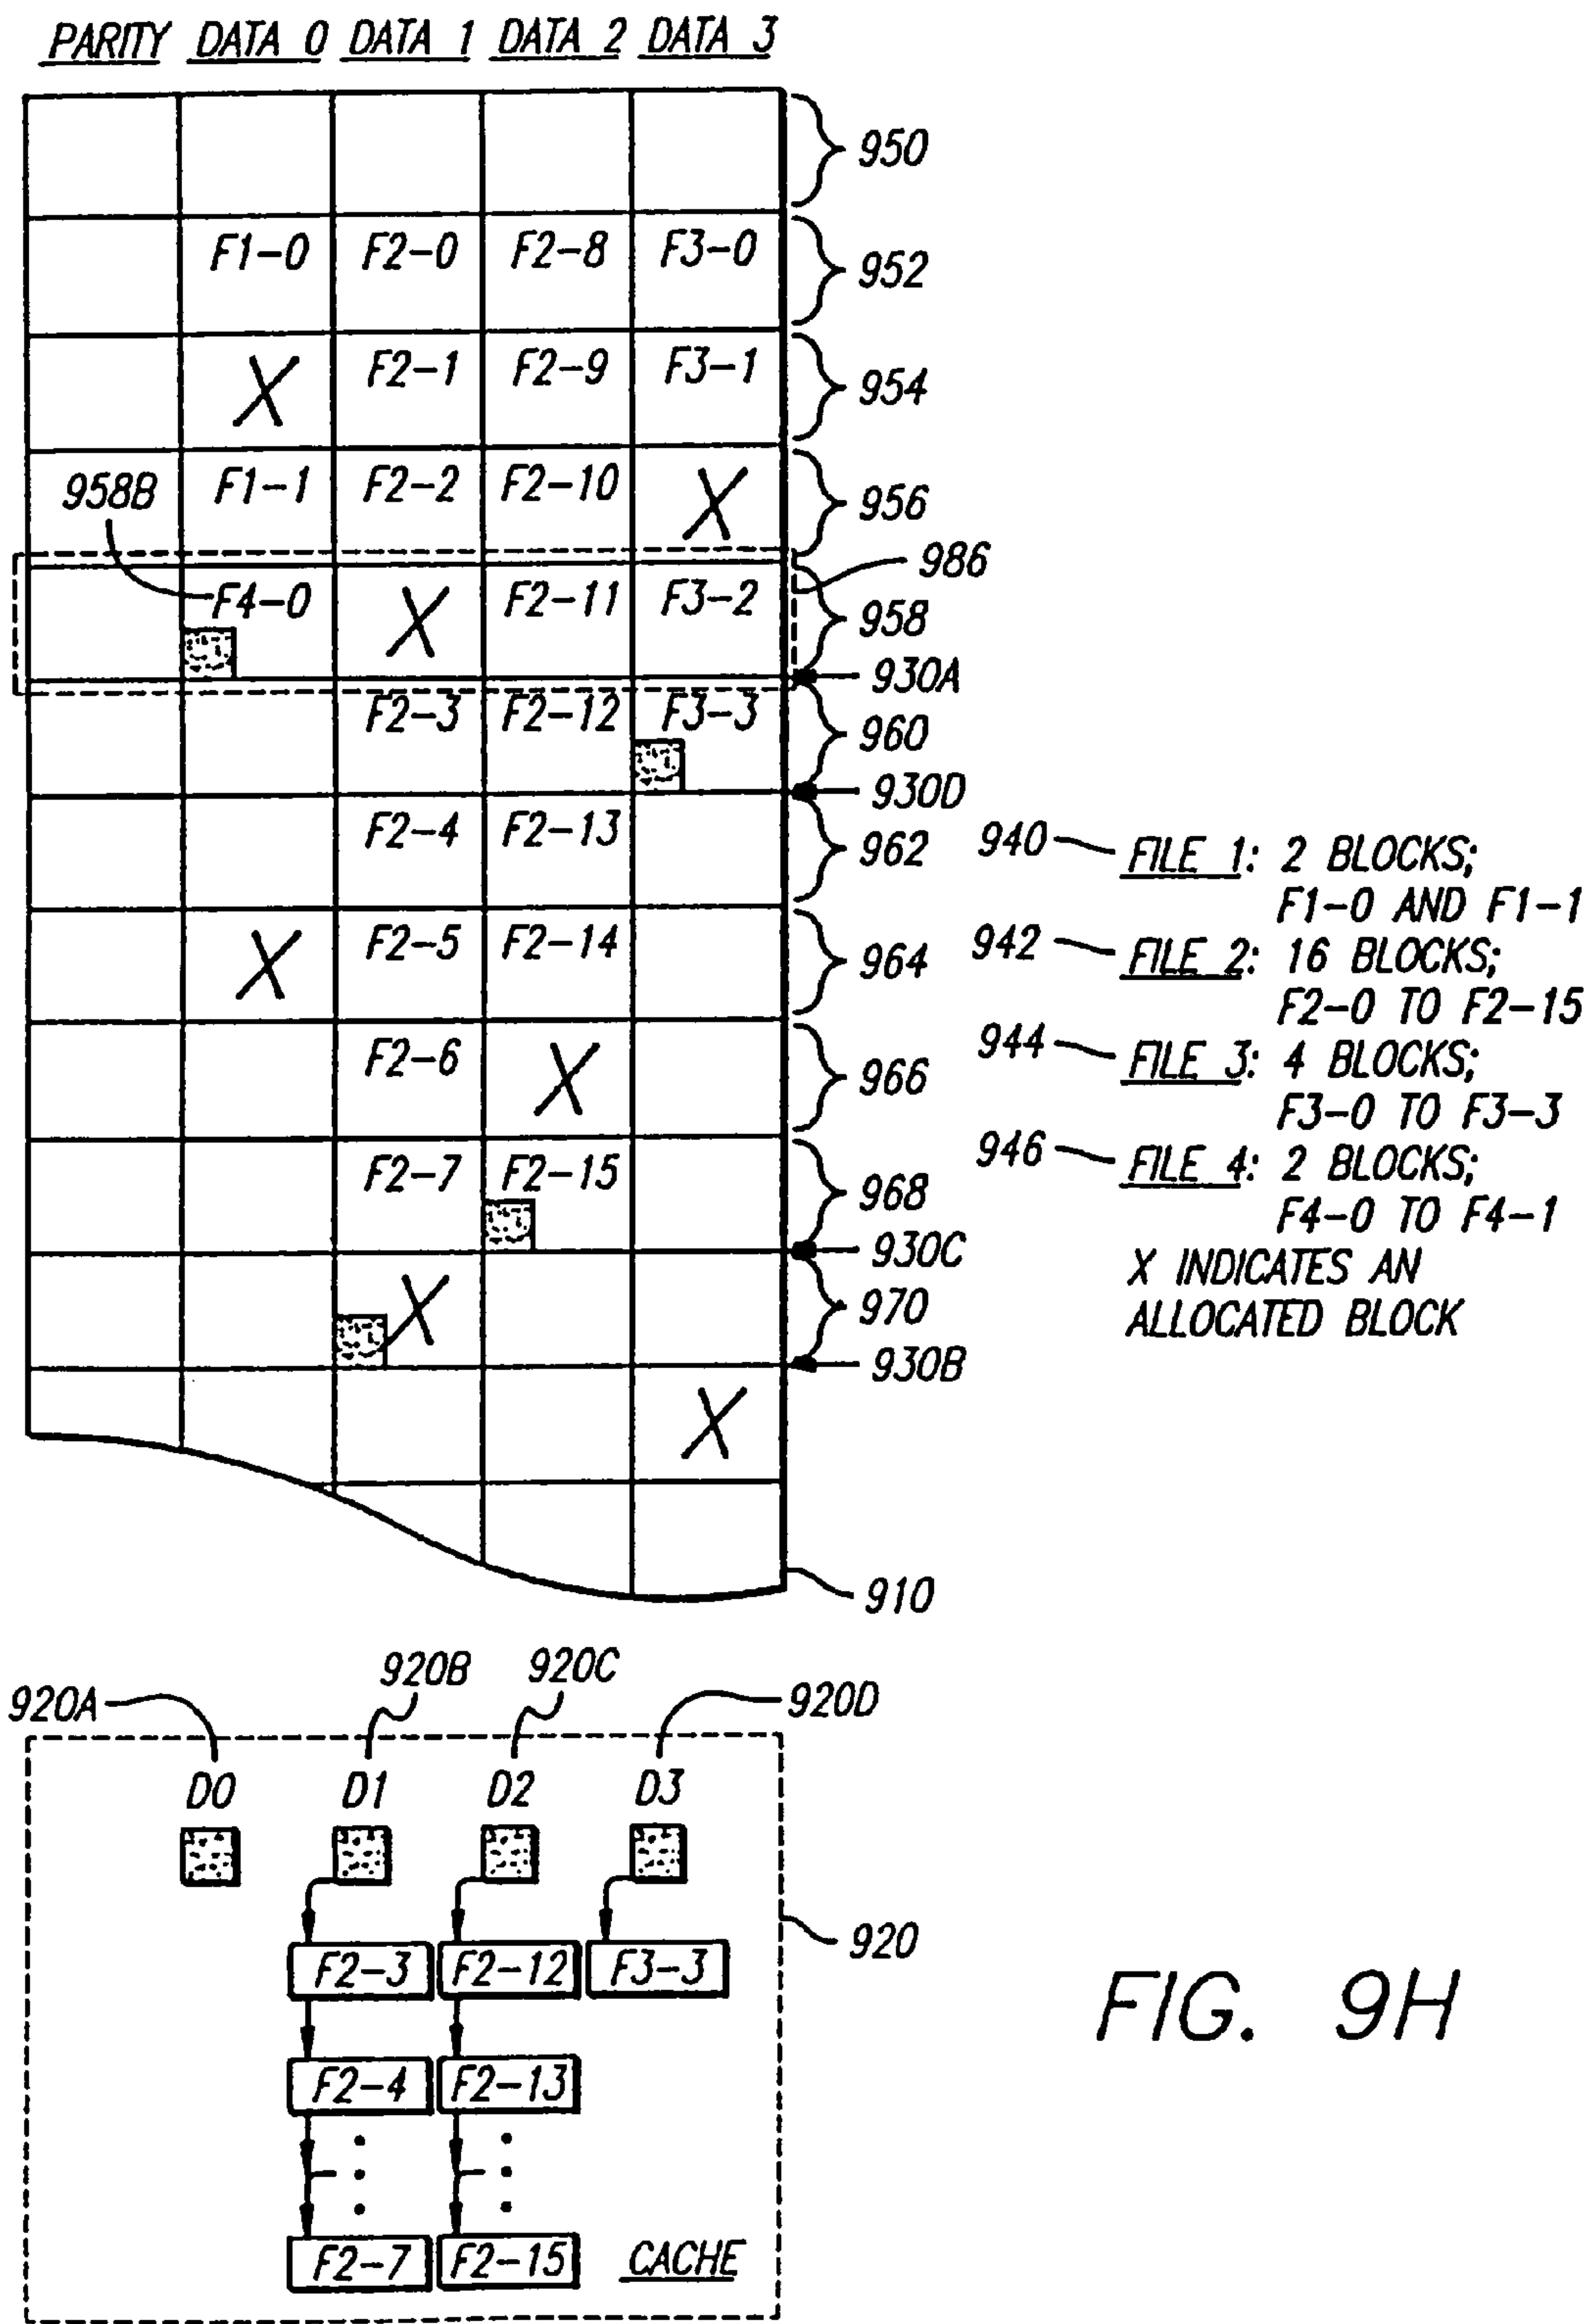 PARITY DATA 0 DATA 1 DATA 2 DATA 3
950
F1-0 F2-0 F2-8 F3-0 952
X F2-1 F2-9 F3-1 954
958B F1-1 F2-2 F2-10 X 956
986
F4-0 X F2-11 F3-2 958
930A
F2-3 F2-12 F3-3 960
930D
F2-4 F2-13 962
X F2-5 F2-14 964
F2-6 X 966
F2-7 F2-15 968
930C
X 970
930B
X
910
940 FILE 1: 2 BLOCKS;
F1-0 AND F1-1
942 FILE 2: 16 BLOCKS;
F2-0 TO F2-15
944 FILE 3: 4 BLOCKS;
F3-0 TO F3-3
946 FILE 4: 2 BLOCKS;
F4-0 TO F4-1
X INDICATES AN
ALLOCATED BLOCK
920A 920B 920C 920D
D0 D1 D2 D3
920
F2-3 F2-12 F3-3
F2-4 F2-13
F2-7 F2-15 CACHE
FIG. 9H